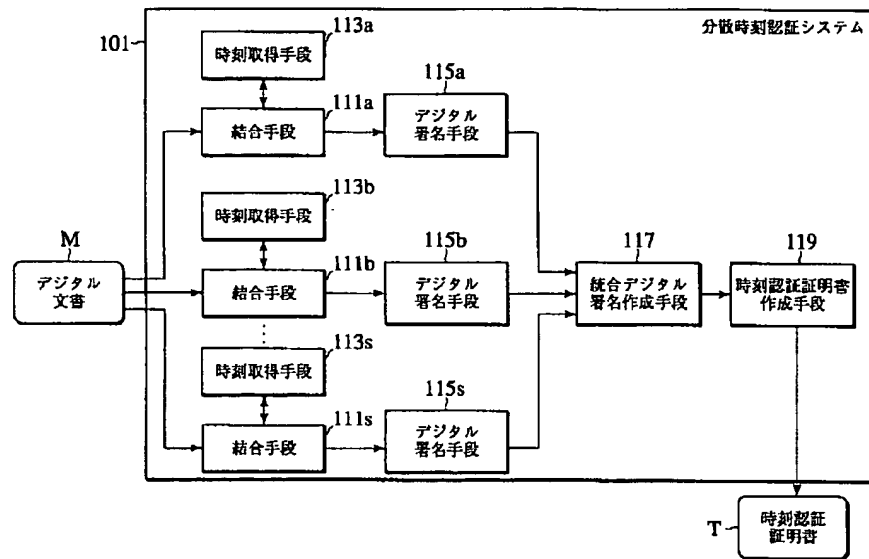 分散時刻認証システム
101
113a
時刻取得手段
111a
結合手段
115a
デジタル
署名手段
113b
時刻取得手段
111b
結合手段
115b
デジタル
署名手段
M
デジタル
文書
117
統合デジタル
署名作成手段
119
時刻認証証明書
作成手段
113s
時刻取得手段
111s
結合手段
115s
デジタル
署名手段
T
時刻認証
証明書